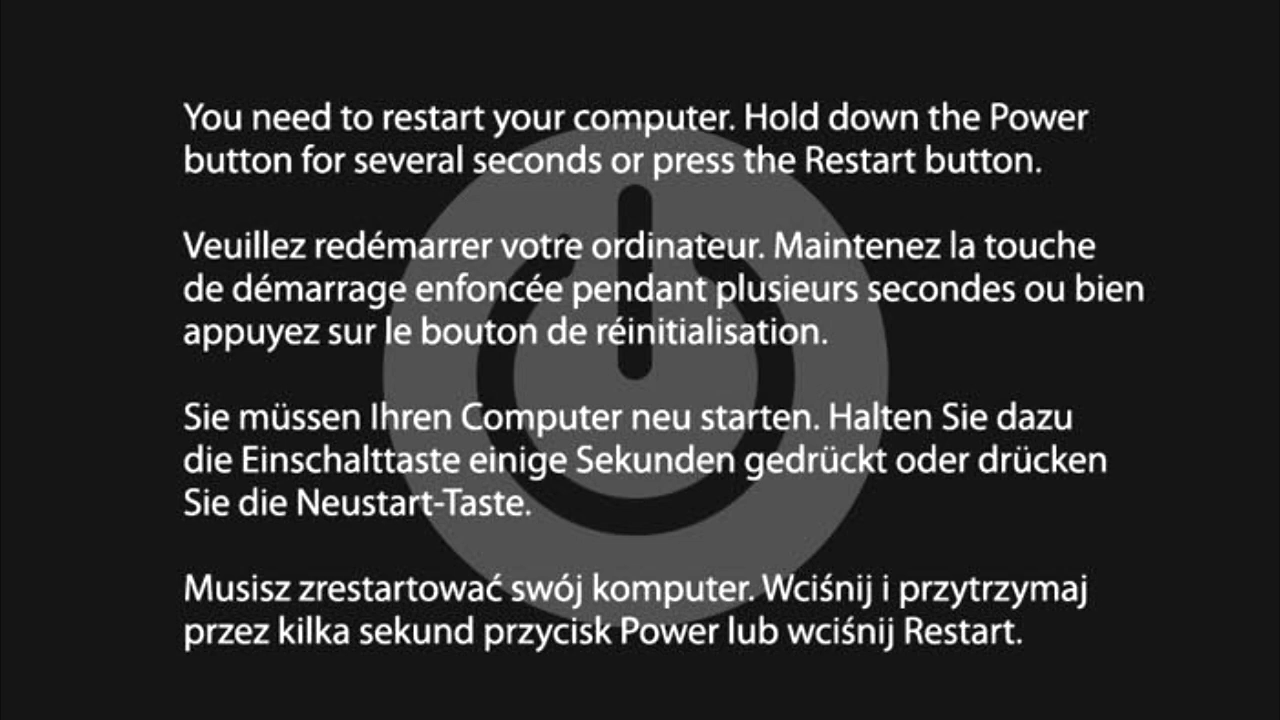 You need to restart your computer. Hold down the Power
button for several seconds or press the Restart button.
Veuillez redémarrer votre ordinateur. Maintenez la touche
de démarrage enfoncée pendant plusieurs secondes ou bien
appuyez sur le bouton de réinitialisation.
Sie müssen Ihren Computer neu starten. Halten Sie dazu
die Einschalttaste einige Sekunden gedrückt oder drücken
Sie die Neustart-Taste.
Musisz zrestartować swój komputer. Wciśnij i przytrzymaj
przez kilka sekund przycisk Power lub wciśnij Restart.